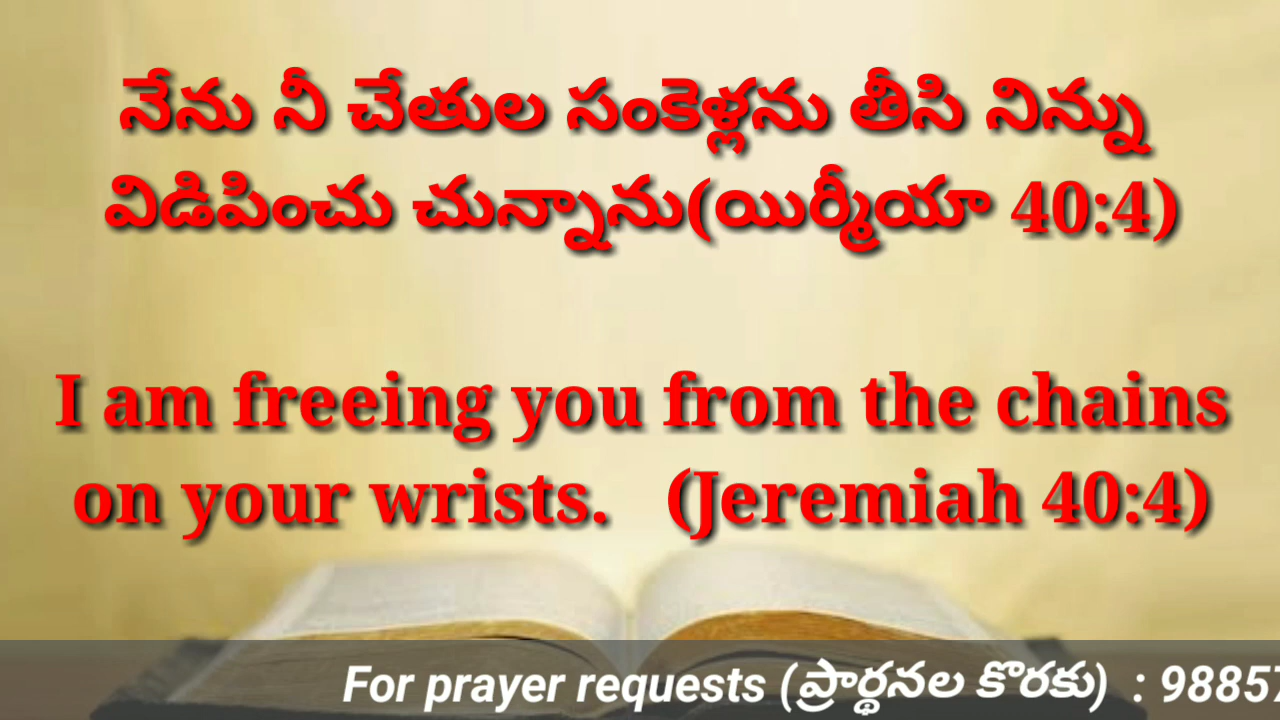 నేను నీ చేతుల సంకెళ్లను తీసి నిన్ను
విడిపించు చున్నాను(యిర్మీయా 40:4)
I am freeing you from the chains
on your wrists. (Jeremiah 40:4)
For prayer requests (ప్రార్థనల కొరకు) : 98857